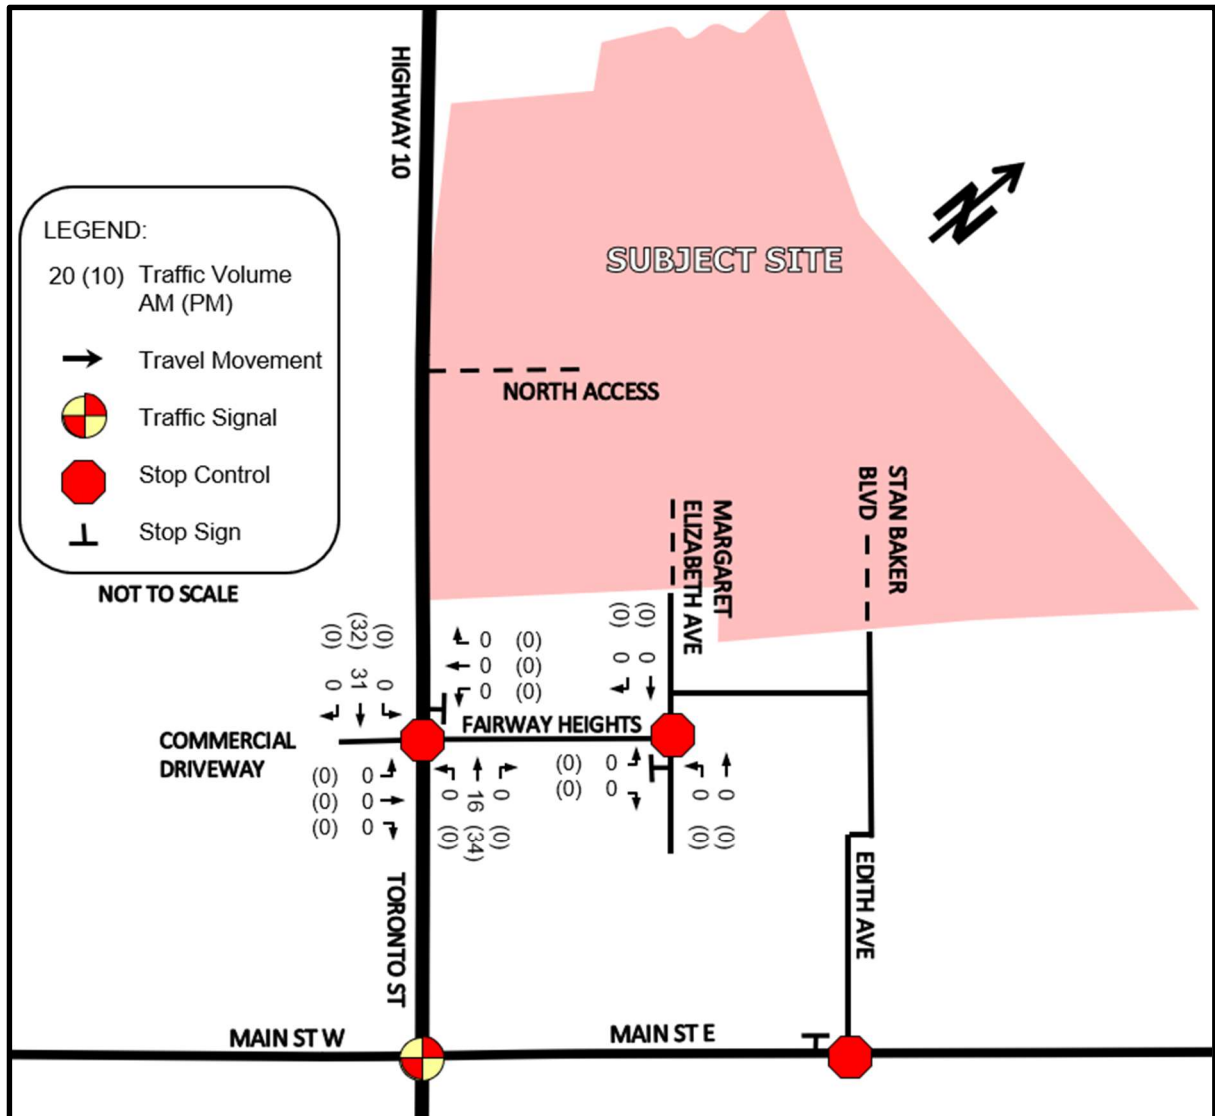 HIGHWAY 10
LEGEND:
20 (10) Traffic Volume
AM (PM)
Travel Movement
Traffic Signal
Stop Control
Stop Sign
NOT TO SCALE
N
SUBJECT SITE
NORTH ACCESS
MARGARET
ELIZABETH AVE
STAN BAKER
BLVD
(0) 0
(32) 31
(0) 0
0 (0)
0 (0)
0 (0)
(0) 0
(0) 0
COMMERCIAL
DRIVEWAY
FAIRWAY HEIGHTS
(0) 0
(0) 0
(0) 0
0 (0)
16 (34)
0 (0)
(0) 0
(0) 0
0 (0)
0 (0)
TORONTO ST
EDITH AVE
MAIN ST W
MAIN ST E